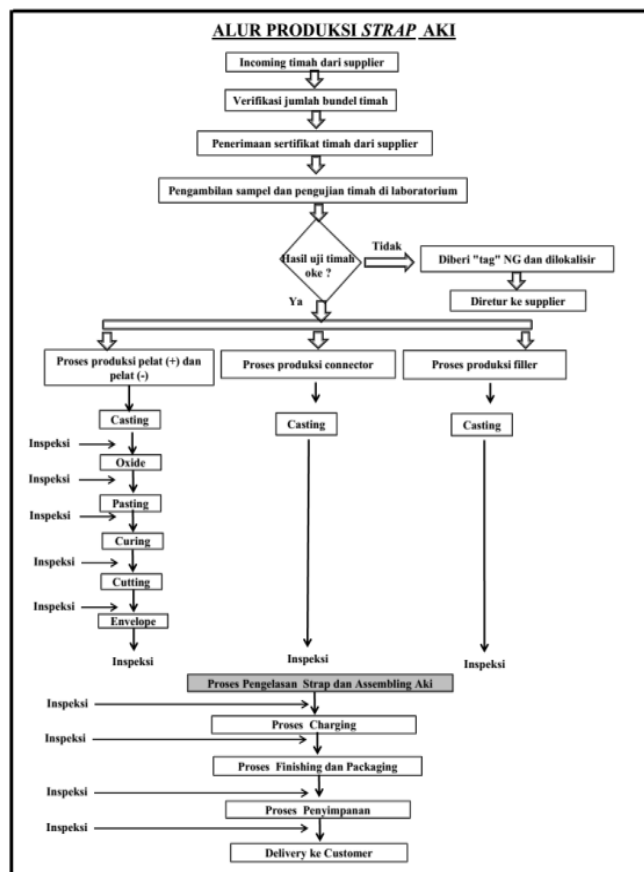 ALUR PRODUKSI STRAP AKI
Incoming timah dari supplier
Verifikasi jumlah bundel timah
Penerimaan sertifikat timah dari supplier
Pengambilan sampel dan pengujian timah di laboratorium
Hasil uji timah
oke ?
Tidak
Diberi "tag" NG dan dilokalisir
Diretur ke supplier
Ya
Proses produksi pelat (+) dan
pelat (-)
Proses produksi connector
Proses produksi filler
Casting
Casting
Casting
Inspeksi
Oxide
Inspeksi
Pasting
Inspeksi
Curing
Inspeksi
Cutting
Inspeksi
Envelope
Inspeksi
Inspeksi
Inspeksi
Proses Pengelasan Strap dan Assembling Aki
Inspeksi
Proses Charging
Inspeksi
Proses Finishing dan Packaging
Inspeksi
Proses Penyimpanan
Inspeksi
Delivery ke Customer